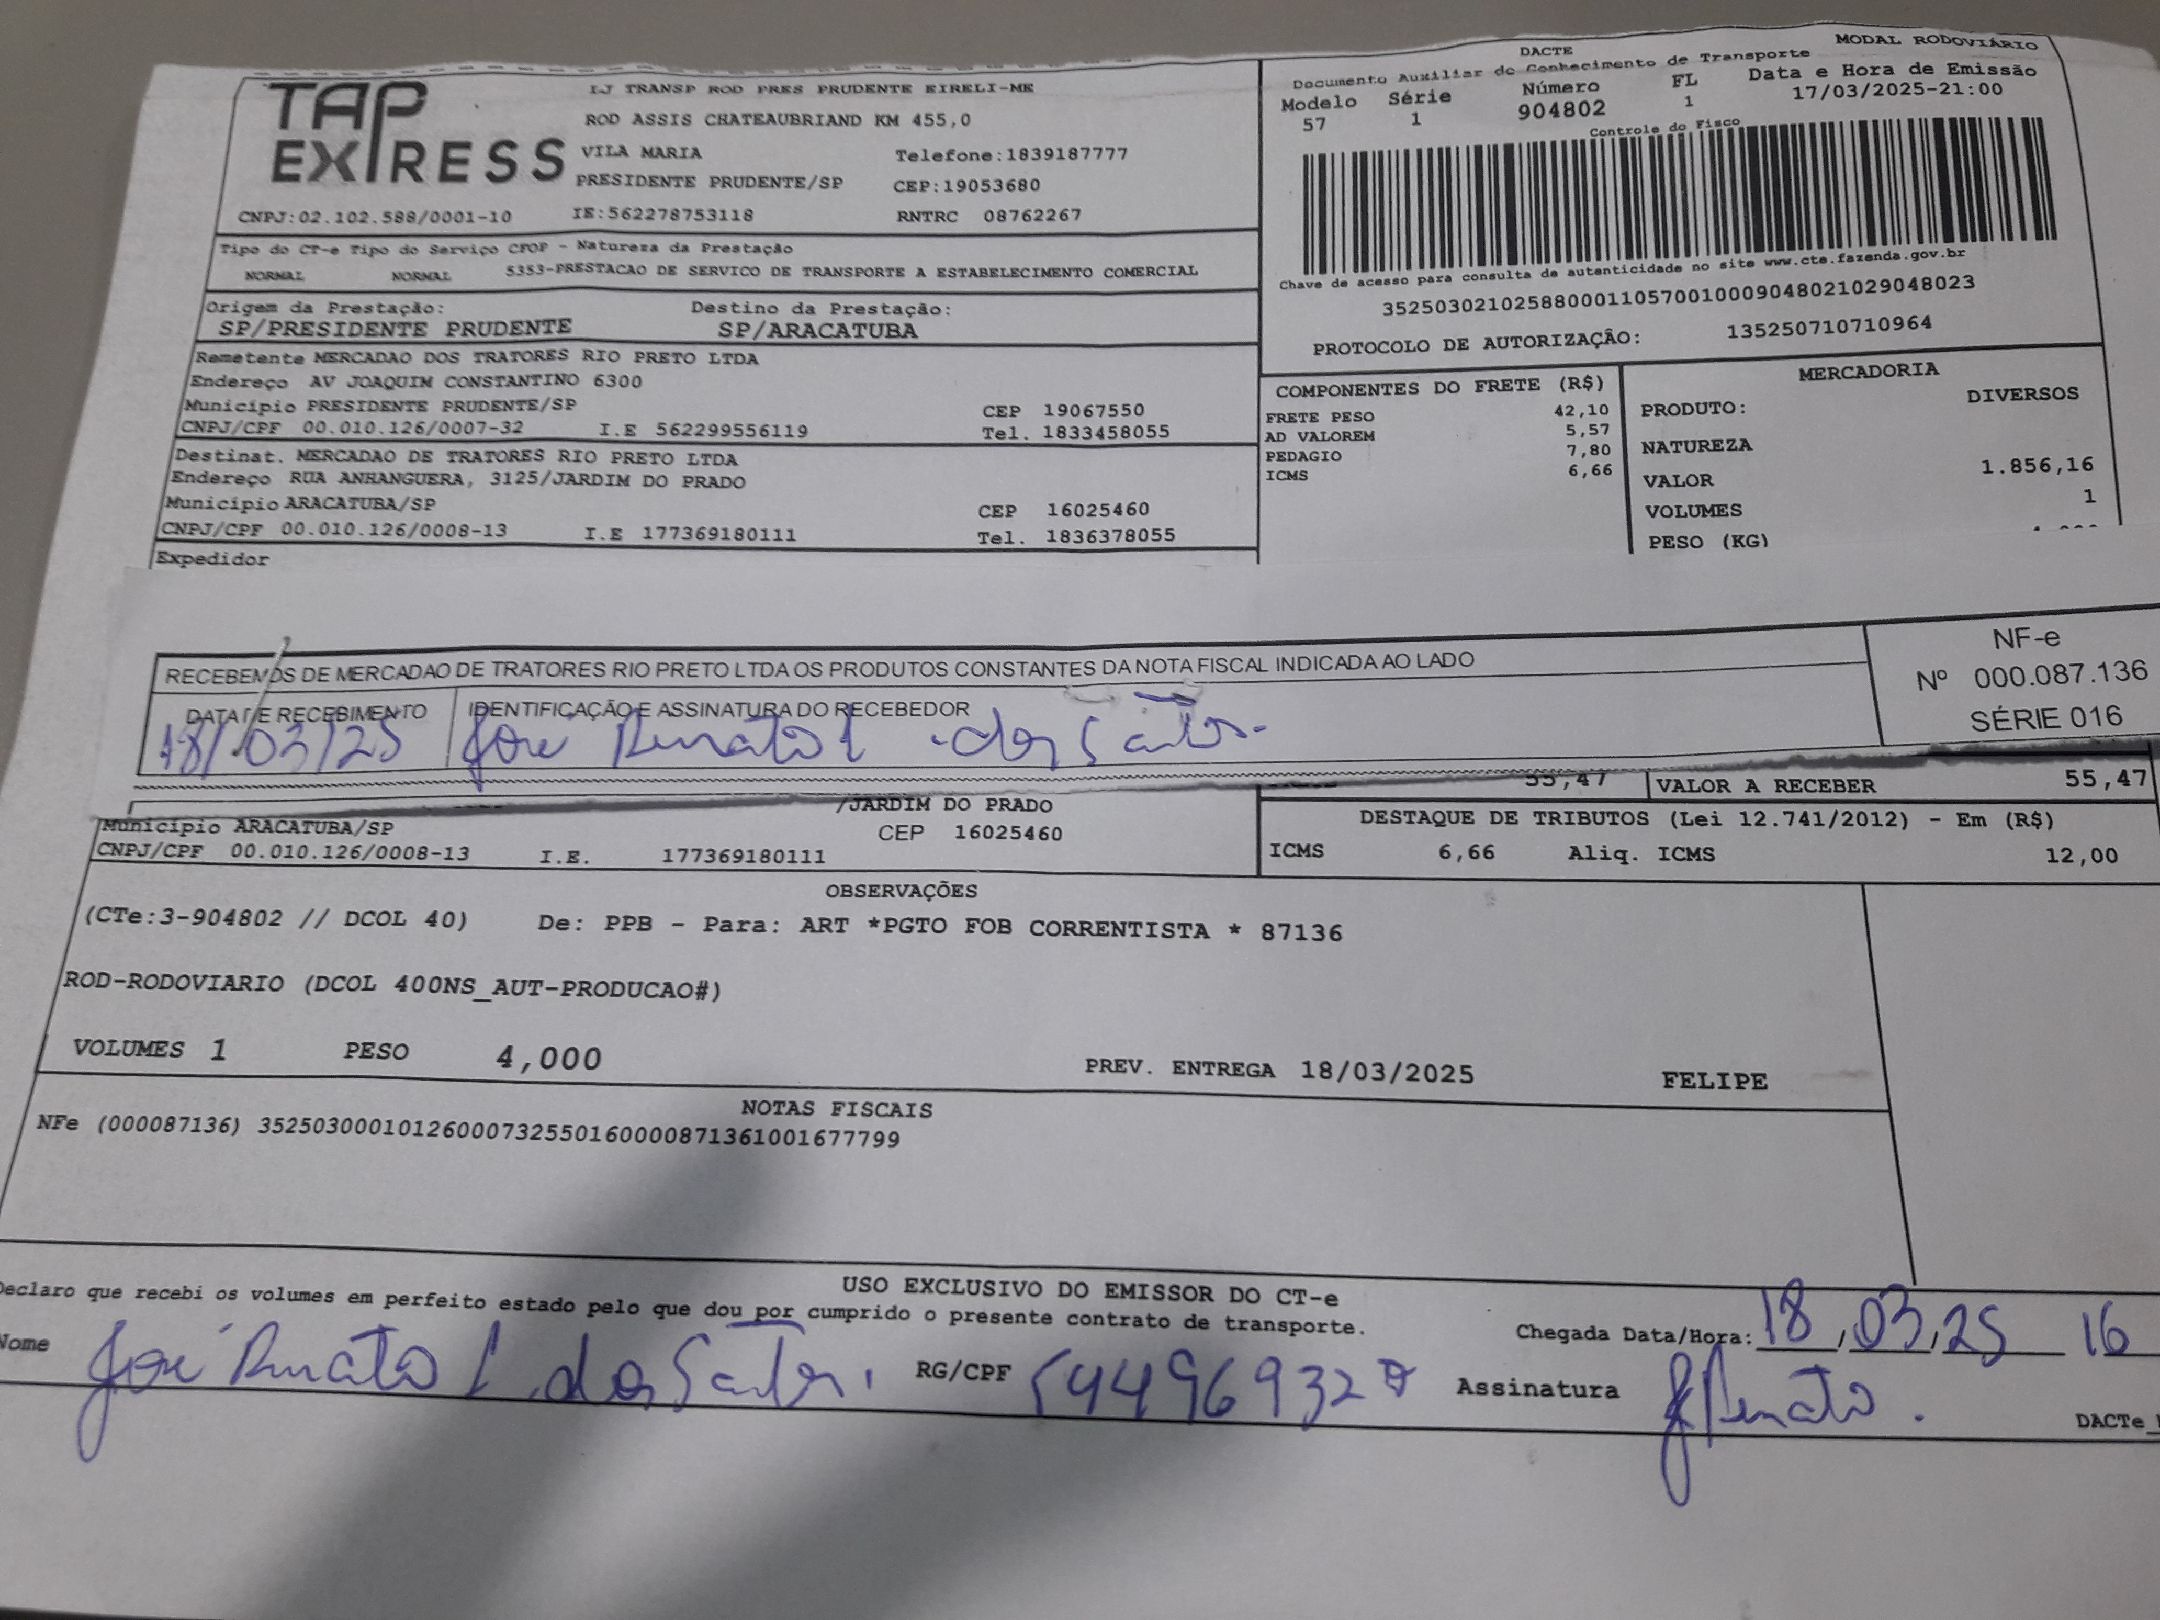 TAP EXPRESS
LJ TRANSP ROD PRES PRUDENTE EIRELI-ME
ROD ASSIS CHATEAUBRIAND KM 455,0
VILA MARIA Telefone:1839187777
PRESIDENTE PRUDENTE/SP CEP:19053680
CNPJ:02.102.588/0001-10 IE:562278753118 RNTRC 08762267
DACTE MODAL RODOVIÁRIO
Documento Auxiliar do Conhecimento de Transporte
Modelo Série Número FL Data e Hora de Emissão
57 1 904802 1 17/03/2025-21:00
Controle do Fisco
Chave de acesso para consulta de autenticidade no site www.cte.fazenda.gov.br
35250302102588000110570010009048021029048023
PROTOCOLO DE AUTORIZAÇÃO: 135250710710964
Tipo do CT-e Tipo do Serviço CFOP - Natureza da Prestação
NORMAL NORMAL 5353-PRESTACAO DE SERVICO DE TRANSPORTE A ESTABELECIMENTO COMERCIAL
Origem da Prestação: Destino da Prestação:
SP/PRESIDENTE PRUDENTE SP/ARACATUBA
Remetente MERCADAO DOS TRATORES RIO PRETO LTDA
Endereço AV JOAQUIM CONSTANTINO 6300
Município PRESIDENTE PRUDENTE/SP CEP 19067550
CNPJ/CPF 00.010.126/0007-32 I.E 562299556119 Tel. 1833458055
Destinat. MERCADAO DE TRATORES RIO PRETO LTDA
Endereço RUA ANHANGUERA, 3125/JARDIM DO PRADO
Município ARACATUBA/SP CEP 16025460
CNPJ/CPF 00.010.126/0008-13 I.E 177369180111 Tel. 1836378055
Expedidor
COMPONENTES DO FRETE (R$)
FRETE PESO 42,10
AD VALOREM 5,57
PEDAGIO 7,80
ICMS 6,66
MERCADORIA
PRODUTO: DIVERSOS
NATUREZA
VALOR 1.856,16
VOLUMES 1
PESO (KG)
RECEBEMOS DE MERCADAO DE TRATORES RIO PRETO LTDA OS PRODUTOS CONSTANTES DA NOTA FISCAL INDICADA AO LADO
DATA DE RECEBIMENTO IDENTIFICAÇÃO E ASSINATURA DO RECEBEDOR
18/03/25 José Renato dos Santos
NF-e
Nº 000.087.136
SÉRIE 016
55,47 VALOR A RECEBER 55,47
/JARDIM DO PRADO
Município ARACATUBA/SP CEP 16025460
CNPJ/CPF 00.010.126/0008-13 I.E. 177369180111
DESTAQUE DE TRIBUTOS (Lei 12.741/2012) - Em (R$)
ICMS 6,66 Aliq. ICMS 12,00
OBSERVAÇÕES
(CTe:3-904802 // DCOL 40) De: PPB - Para: ART *PGTO FOB CORRENTISTA * 87136
ROD-RODOVIARIO (DCOL 400NS_AUT-PRODUCAO#)
VOLUMES 1 PESO 4,000 PREV. ENTREGA 18/03/2025 FELIPE
NOTAS FISCAIS
NFe (000087136) 35250300010126000732550160000871361001677799
USO EXCLUSIVO DO EMISSOR DO CT-e
Declaro que recebi os volumes em perfeito estado pelo que dou por cumprido o presente contrato de transporte.
Chegada Data/Hora: 18/03/25 16
Nome José Renato dos Santos RG/CPF Assinatura Renato.
DACTe